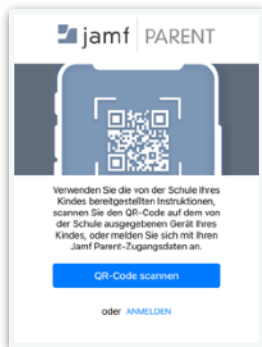 jamf PARENT
Verwenden Sie die von der Schule Ihres
Kindes bereitgestellten Instruktionen,
scannen Sie den QR-Code auf dem von
der Schule ausgegebenen Gerät Ihres
Kindes, oder melden Sie sich mit Ihren
Jamf Parent-Zugangsdaten an.
QR-Code scannen
oder ANMELDEN